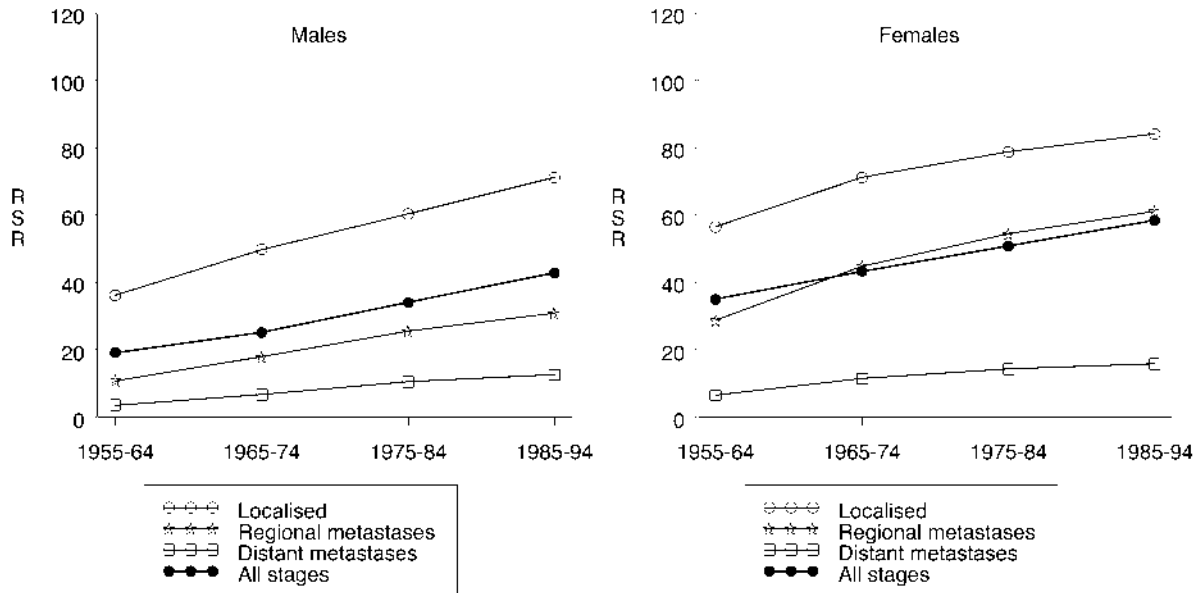 Males
120
100
80
60
40
20
0
RSR
1955-64 1965-74 1975-84 1985-94
Localised
Regional metastases
Distant metastases
All stages
Females
120
100
80
60
40
20
0
RSR
1955-64 1965-74 1975-84 1985-94
Localised
Regional metastases
Distant metastases
All stages